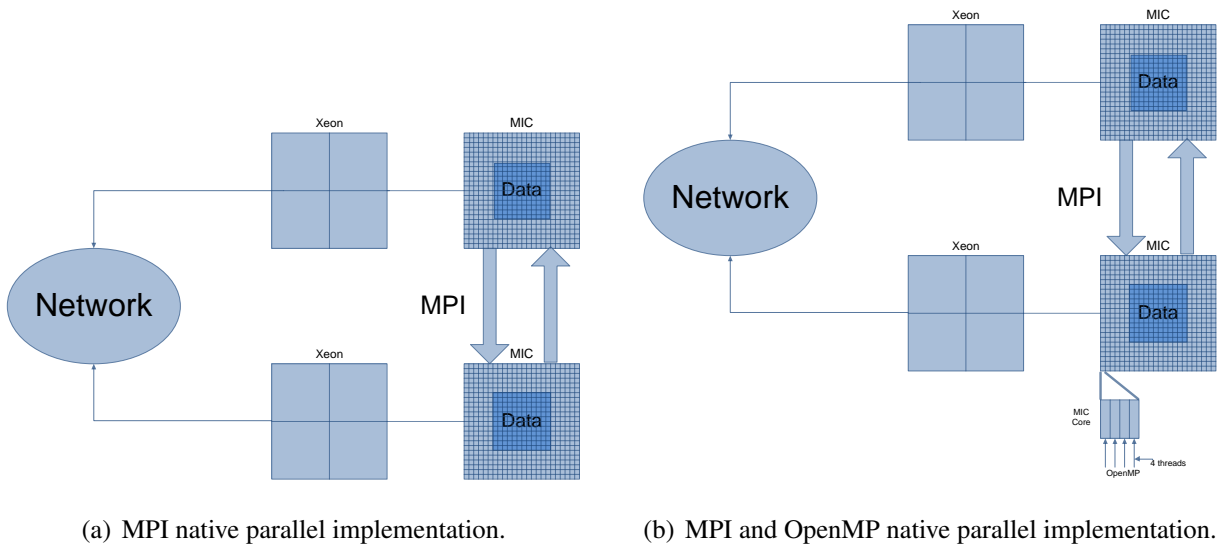 Xeon
MIC
Data
Network
MPI
Xeon
MIC
Data
(a) MPI native parallel implementation.
Xeon
MIC
Data
Network
MPI
Xeon
MIC
Data
MIC
Core
4 threads
OpenMP
(b) MPI and OpenMP native parallel implementation.